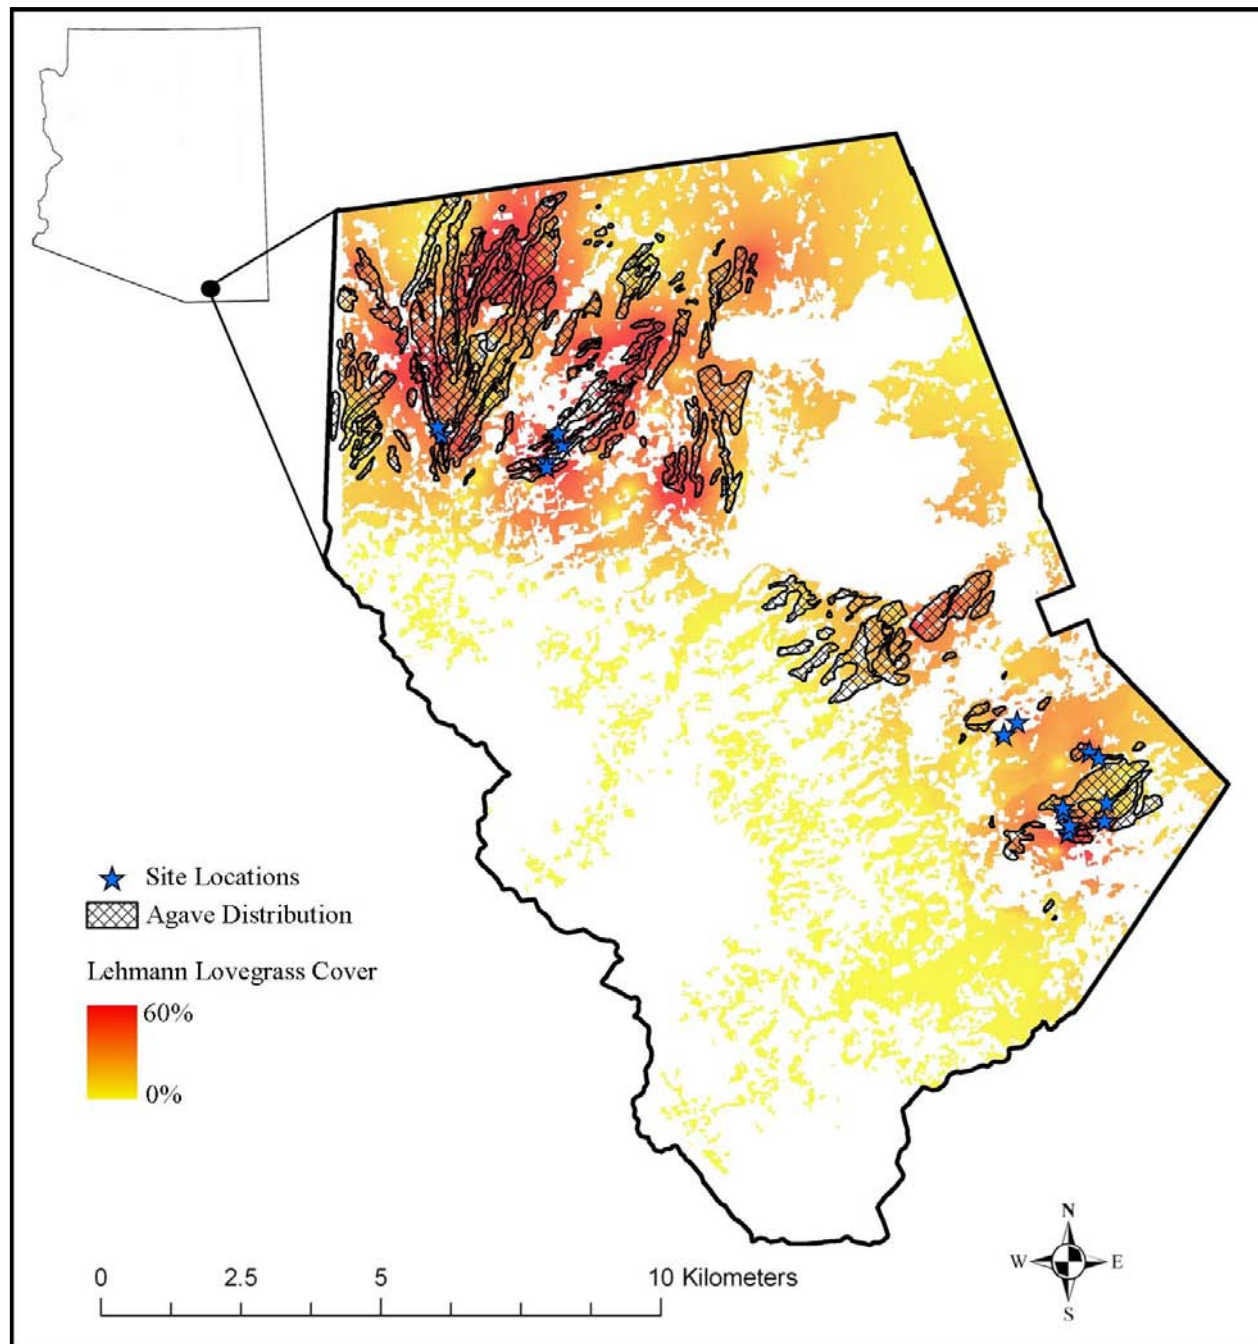 Site Locations
Agave Distribution
Lehmann Lovegrass Cover
60%
0%
N
W E
S
0 2.5 5 10 Kilometers